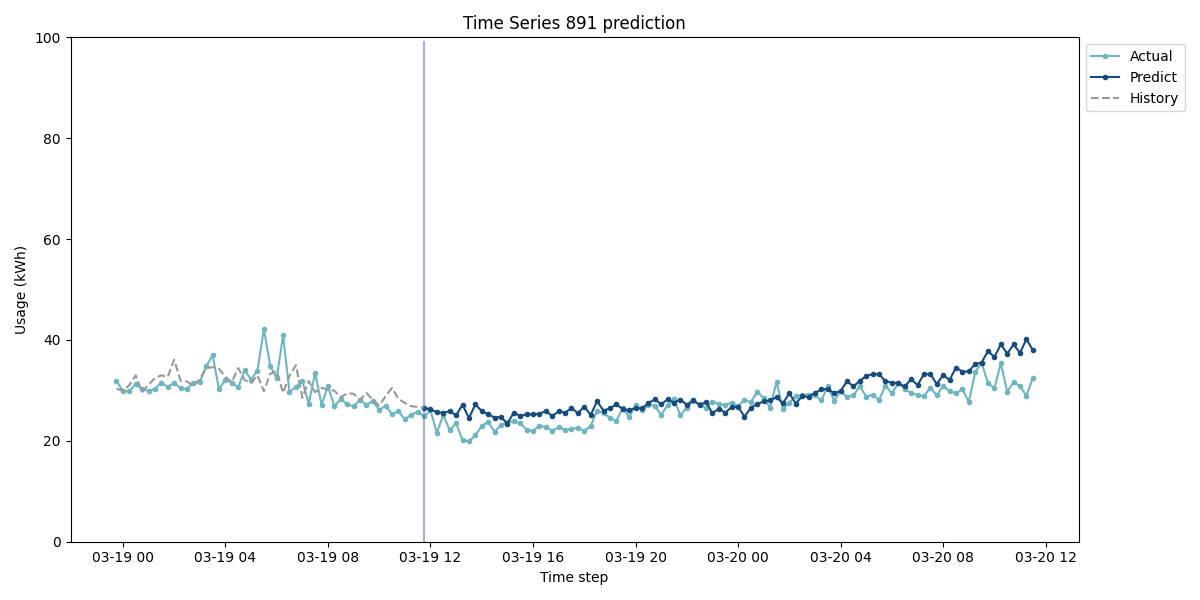 Time Series 891 prediction
100
80
60
40
20
0
Usage (kWh)
03-19 00 03-19 04 03-19 08 03-19 12 03-19 16 03-19 20 03-20 00 03-20 04 03-20 08 03-20 12
Time step
Actual
Predict
History